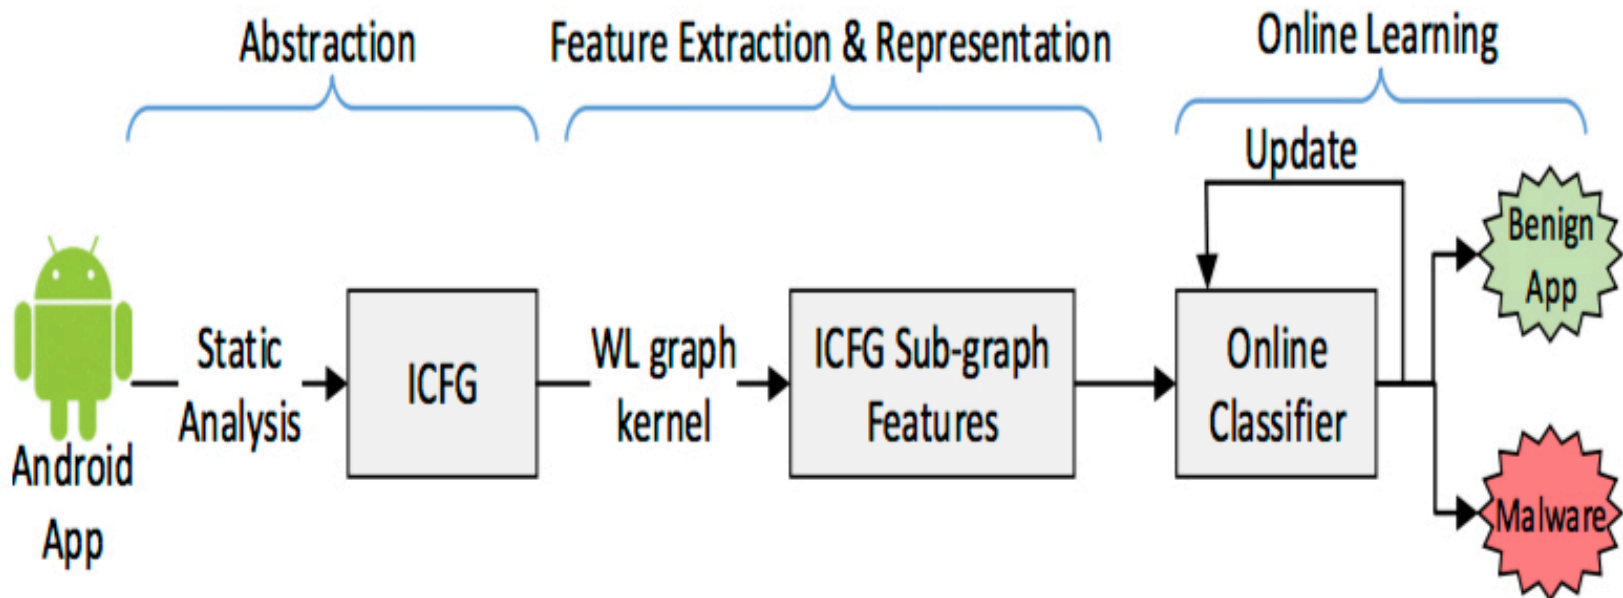 Abstraction
Feature Extraction & Representation
Online Learning
Update
Android
App
Static
Analysis
ICFG
WL graph
kernel
ICFG Sub-graph
Features
Online
Classifier
Benign
App
Malware